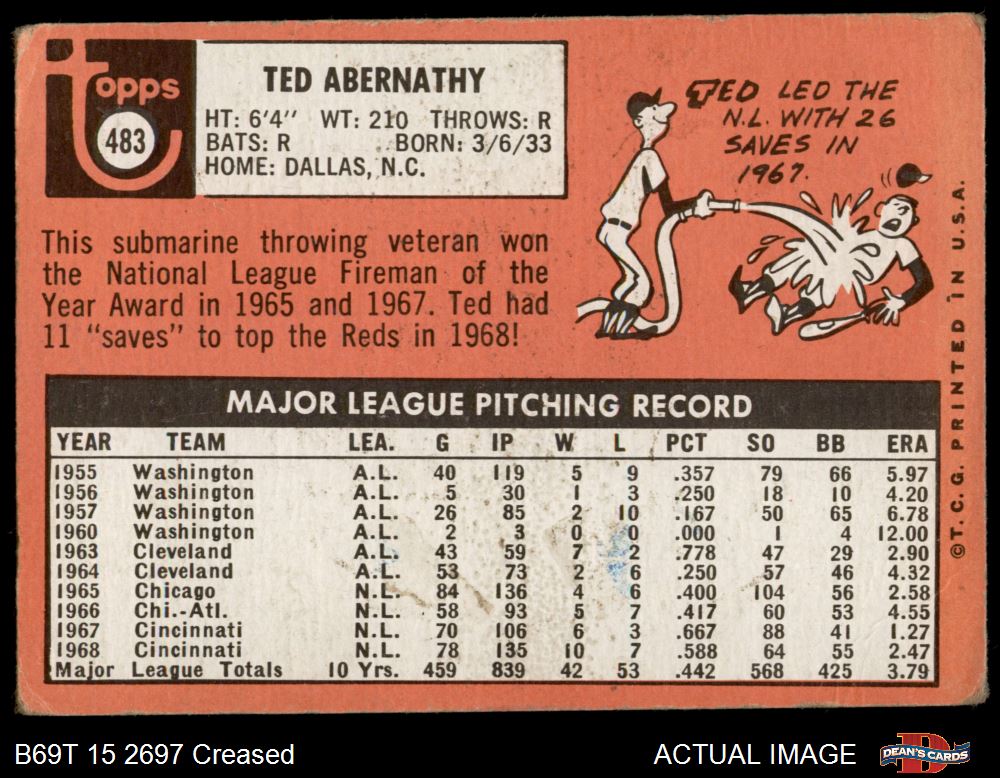 Topps
483
TED ABERNATHY
HT: 6'4" WT: 210 THROWS: R
BATS: R BORN: 3/6/33
HOME: DALLAS, N.C.
TED LED THE
N.L. WITH 26
SAVES IN
1967.
This submarine throwing veteran won
the National League Fireman of the
Year Award in 1965 and 1967. Ted had
11 "saves" to top the Reds in 1968!
MAJOR LEAGUE PITCHING RECORD
YEAR TEAM LEA. G IP W L PCT SO BB ERA
1955 Washington A.L. 40 119 5 9 .357 79 66 5.97
1956 Washington A.L. 5 30 1 3 .250 18 10 4.20
1957 Washington A.L. 26 85 2 10 .167 50 65 6.78
1960 Washington A.L. 2 3 0 0 .000 1 4 12.00
1963 Cleveland A.L. 43 59 7 2 .778 47 29 2.90
1964 Cleveland A.L. 53 73 2 6 .250 57 46 4.32
1965 Chicago N.L. 84 136 4 6 .400 104 56 2.58
1966 Chi.-Atl. N.L. 58 93 5 7 .417 60 53 4.55
1967 Cincinnati N.L. 70 106 6 3 .667 88 41 1.27
1968 Cincinnati N.L. 78 135 10 7 .588 64 55 2.47
Major League Totals 10 Yrs. 459 839 42 53 .442 568 425 3.79
©T.C.G. PRINTED IN U.S.A.
B69T 15 2697 Creased
ACTUAL IMAGE
DEAN'S CARDS